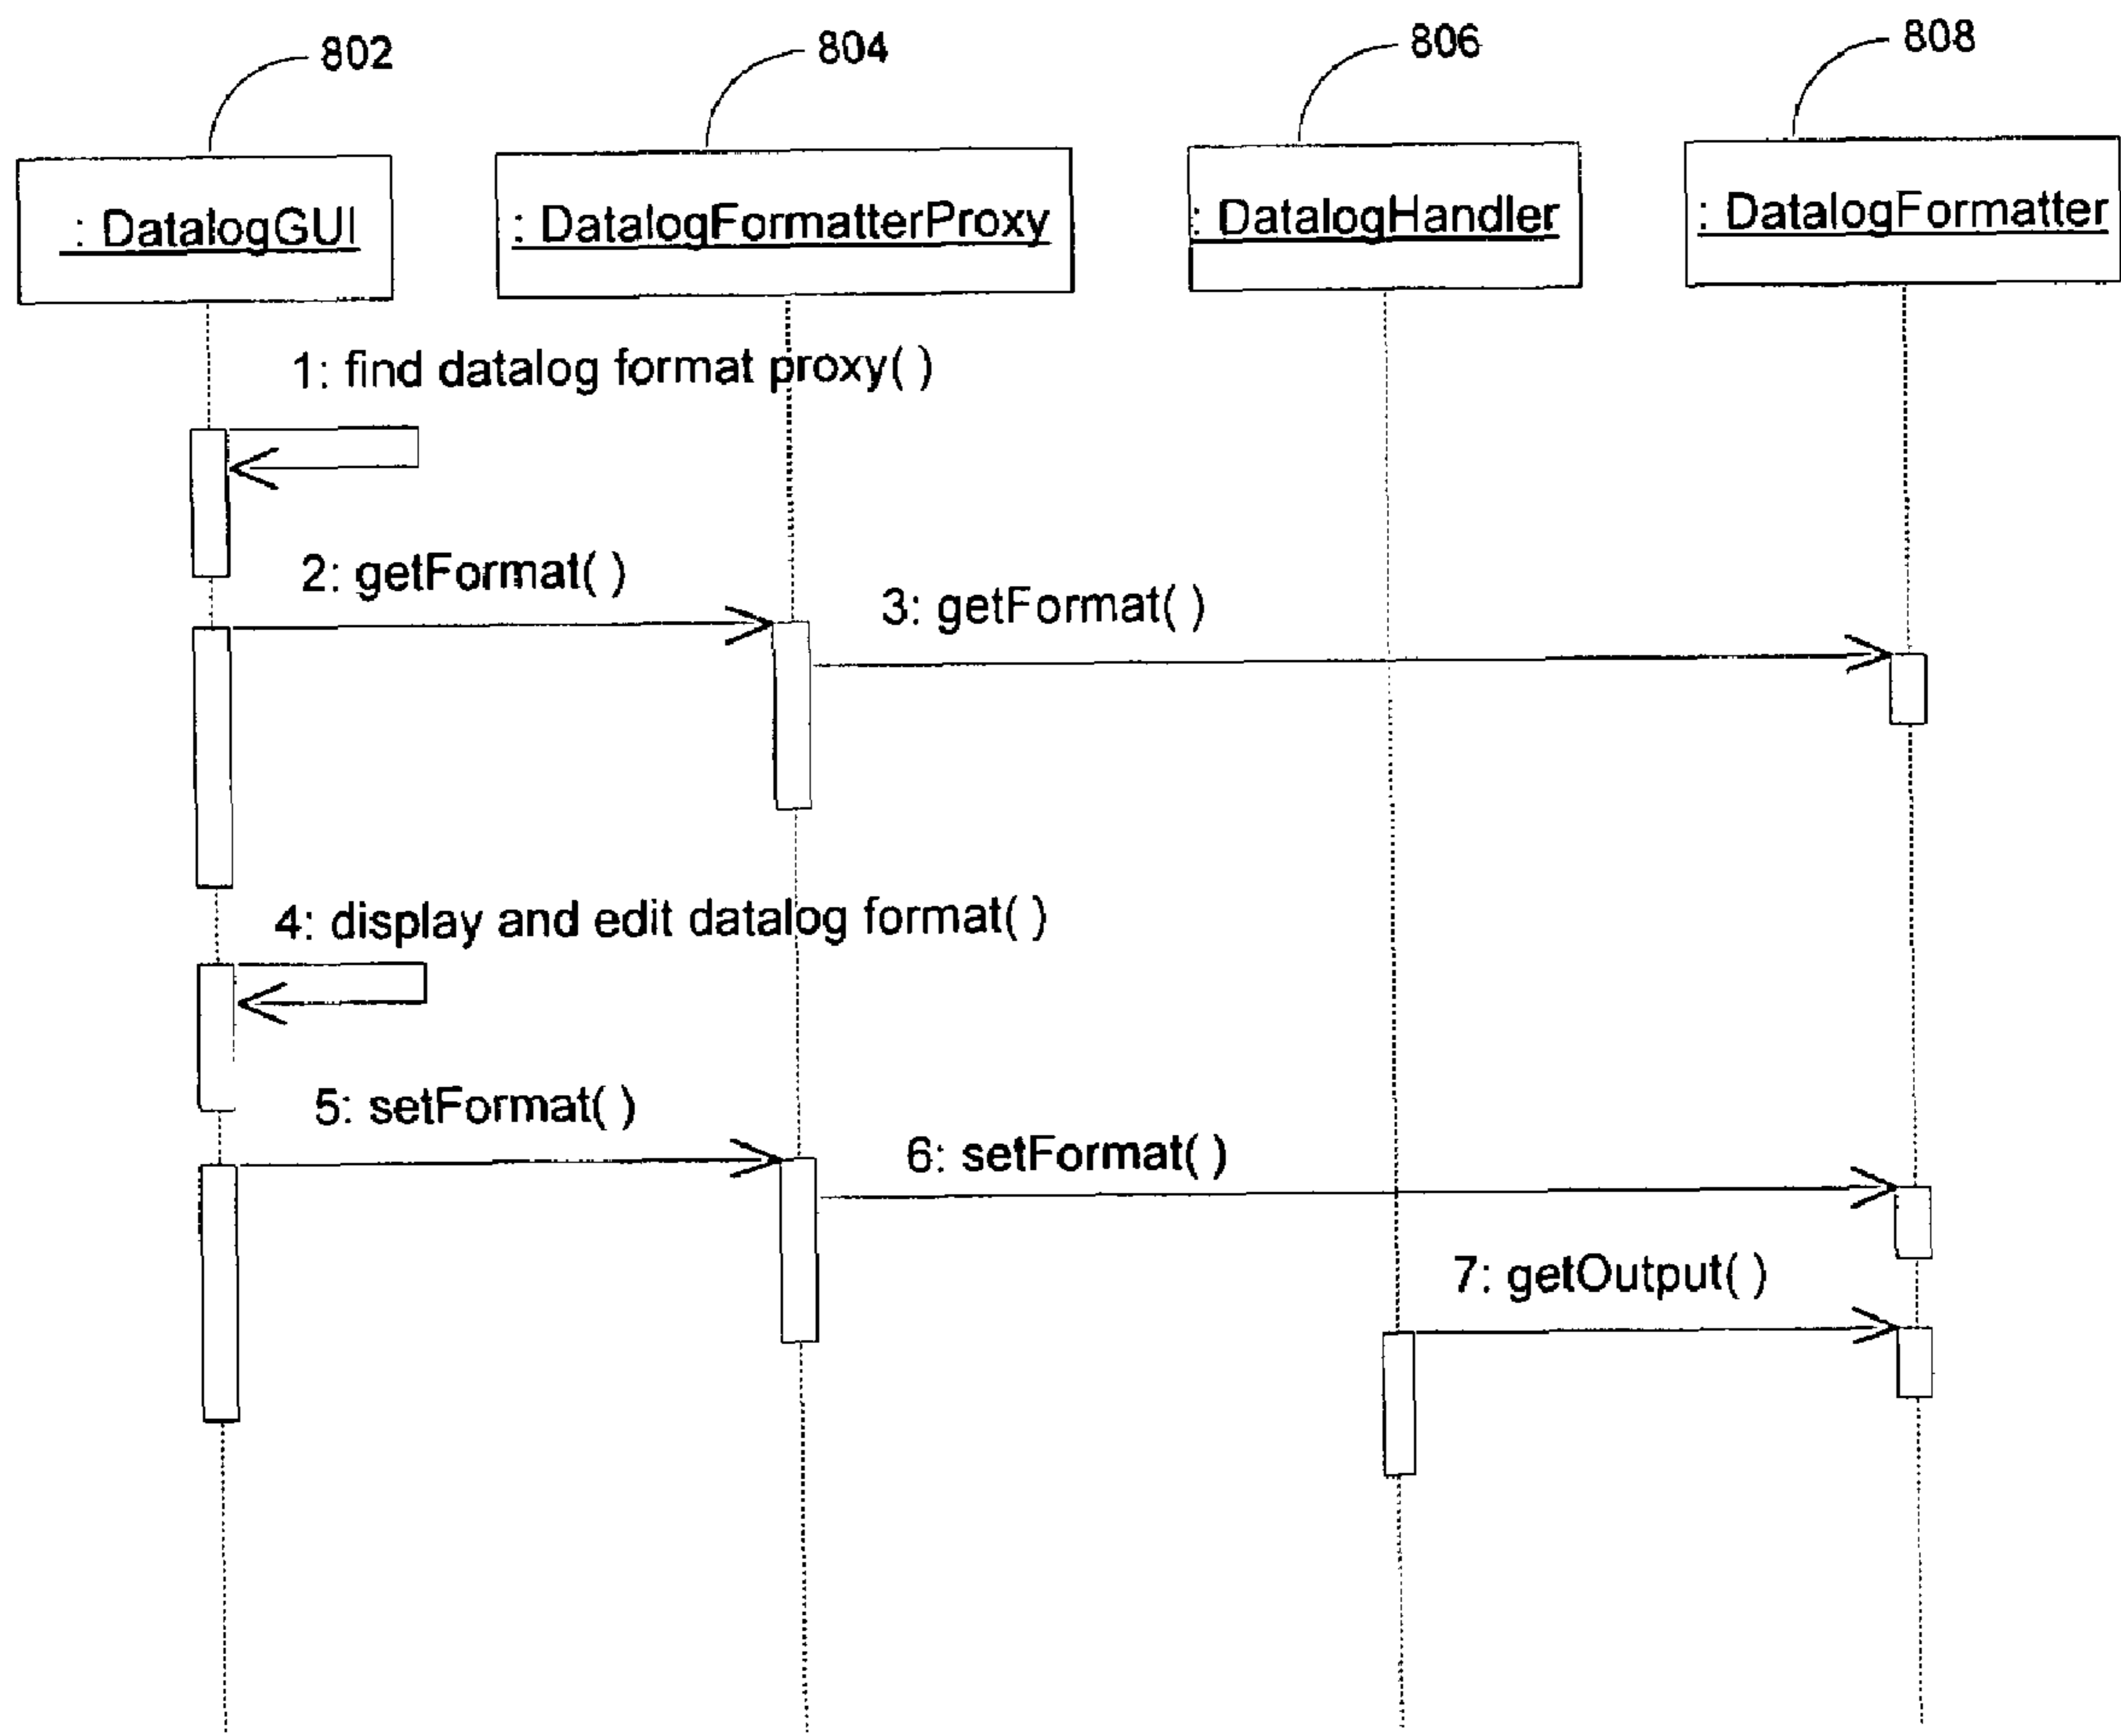 802
804
806
808
: DatalogGUI
: DatalogFormatterProxy
: DatalogHandler
: DatalogFormatter
1: find datalog format proxy( )
2: getFormat( )
3: getFormat( )
4: display and edit datalog format( )
5: setFormat( )
6: setFormat( )
7: getOutput( )